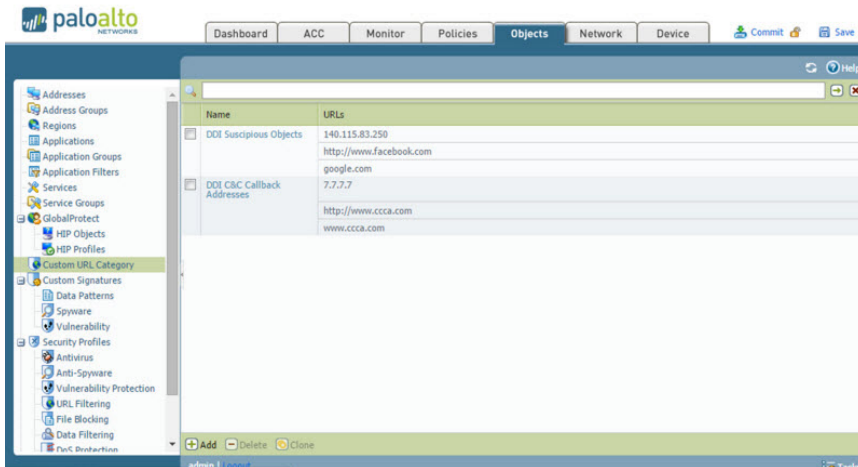 paloalto
NETWORKS
Dashboard ACC Monitor Policies Objects Network Device Commit Save
Help
Addresses
Address Groups
Regions
Applications
Application Groups
Application Filters
Services
Service Groups
GlobalProtect
HIP Objects
HIP Profiles
Custom URL Category
Custom Signatures
Data Patterns
Spyware
Vulnerability
Security Profiles
Antivirus
Anti-Spyware
Vulnerability Protection
URL Filtering
File Blocking
Data Filtering
DoS Protection
Name URLs
DDI Suscipious Objects 140.115.83.250
http://www.facebook.com
google.com
DDI C&C Callback Addresses 7.7.7.7
http://www.ccca.com
www.ccca.com
Add Delete Clone
admin | Logout